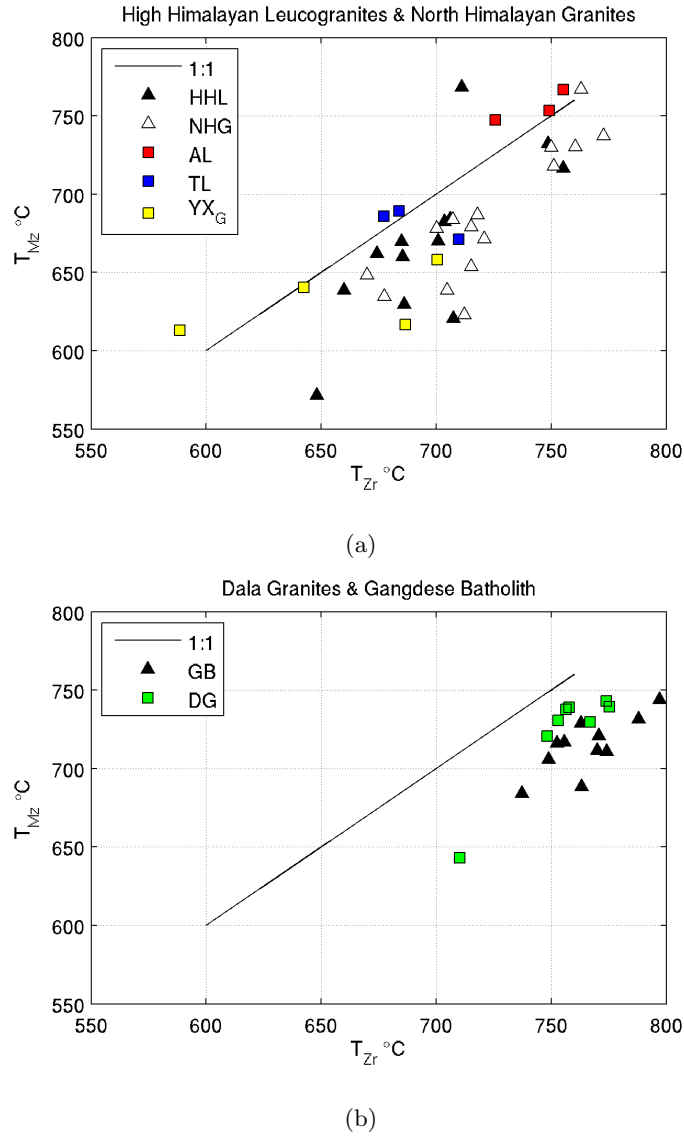 High Himalayan Leucogranites & North Himalayan Granites
800
750
700
650
600
550
T_Mz °C
1:1
HHL
NHG
AL
TL
YX_G
550 600 650 700 750 800
T_Zr °C
(a)
Dala Granites & Gangdese Batholith
800
750
700
650
600
550
T_Mz °C
1:1
GB
DG
550 600 650 700 750 800
T_Zr °C
(b)